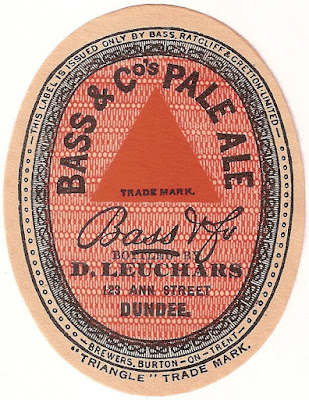 THIS LABEL IS ISSUED ONLY BY BASS, RATCLIFF & GRETTON LIMITED
BASS & Co's PALE ALE
TRADE MARK.
Bass & Co
BOTTLED BY
D. LEUCHARS
123, ANN STREET
DUNDEE.
BREWERS, BURTON-ON-TRENT
"TRIANGLE" TRADE MARK.